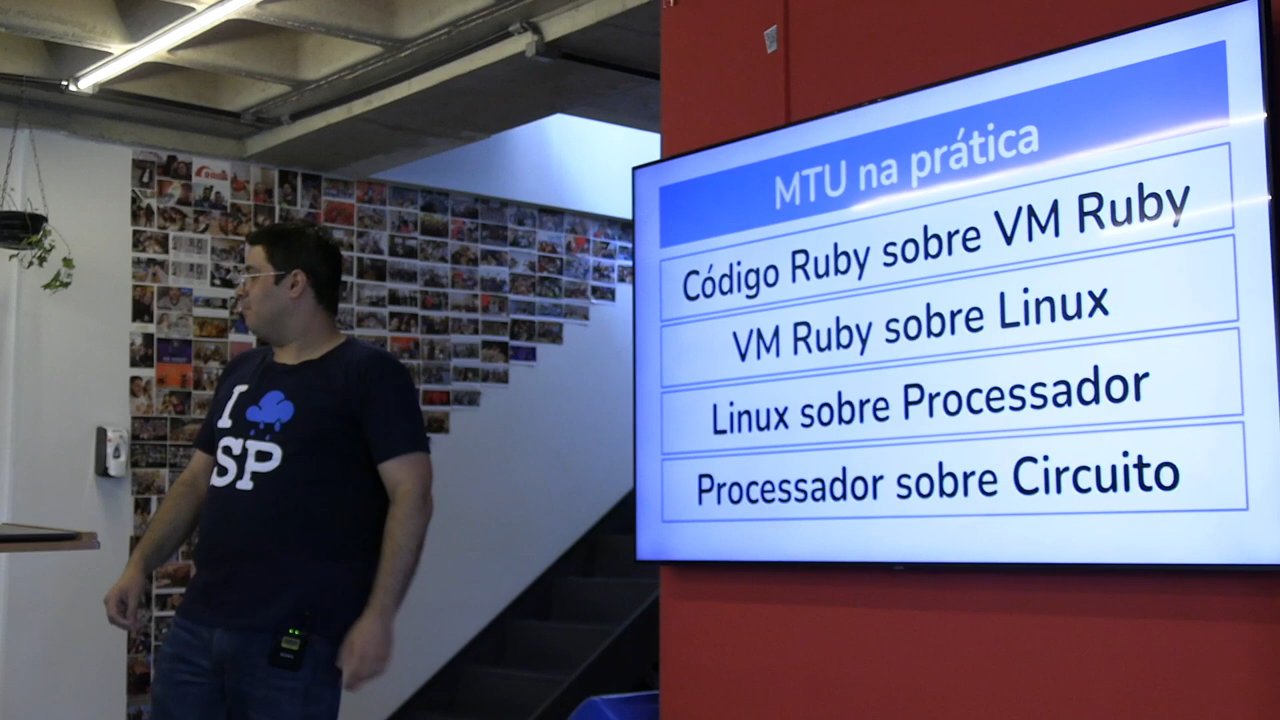 MTU na prática
Código Ruby sobre VM Ruby
VM Ruby sobre Linux
Linux sobre Processador
Processador sobre Circuito
I
SP